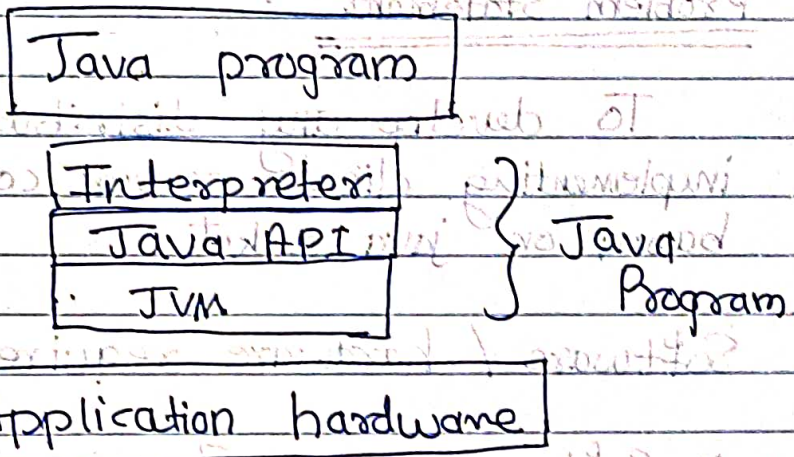 Java program
Interpreter
Java API
JVM
Java
Program
pplication hardware